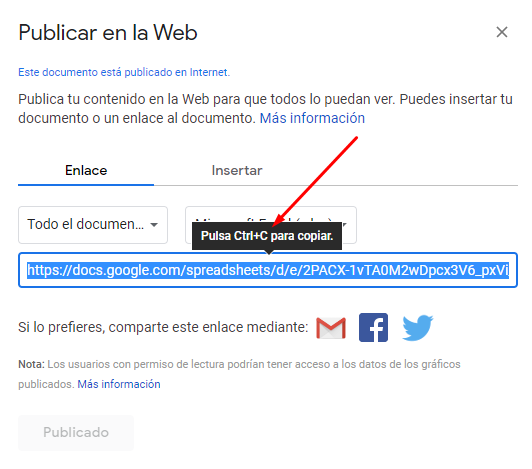 Publicar en la Web
Este documento está publicado en Internet.
Publica tu contenido en la Web para que todos lo puedan ver. Puedes insertar tu
documento o un enlace al documento. Más información
Enlace Insertar
Todo el documen...
Pulsa Ctrl+C para copiar.
https://docs.google.com/spreadsheets/d/e/2PACX-1vTA0M2wDpcx3V6_pxVi
Si lo prefieres, comparte este enlace mediante:
Nota: Los usuarios con permiso de lectura podrían tener acceso a los datos de los gráficos
publicados. Más información
Publicado